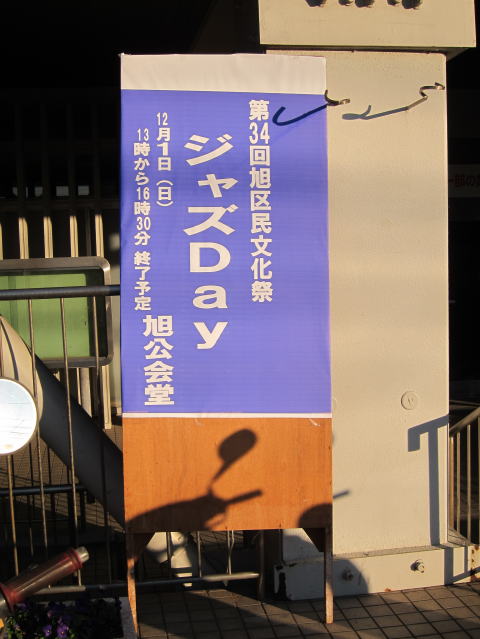 第34回旭区民文化祭
ジャズDay
12月1日（日）
13時から16時30分 終了予定
旭公会堂